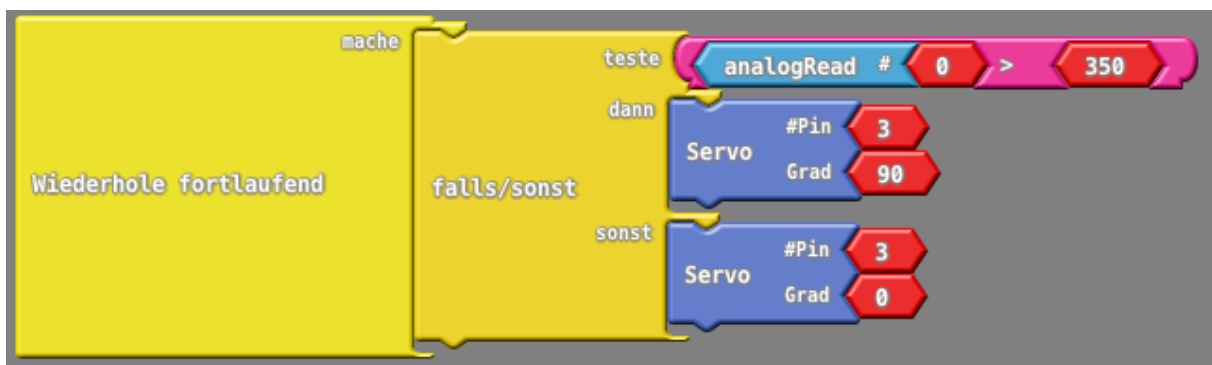 mache
teste
analogRead # 0 > 350
dann
#Pin 3
Servo
Grad 90
Wiederhole fortlaufend
falls/sonst
sonst
#Pin 3
Servo
Grad 0